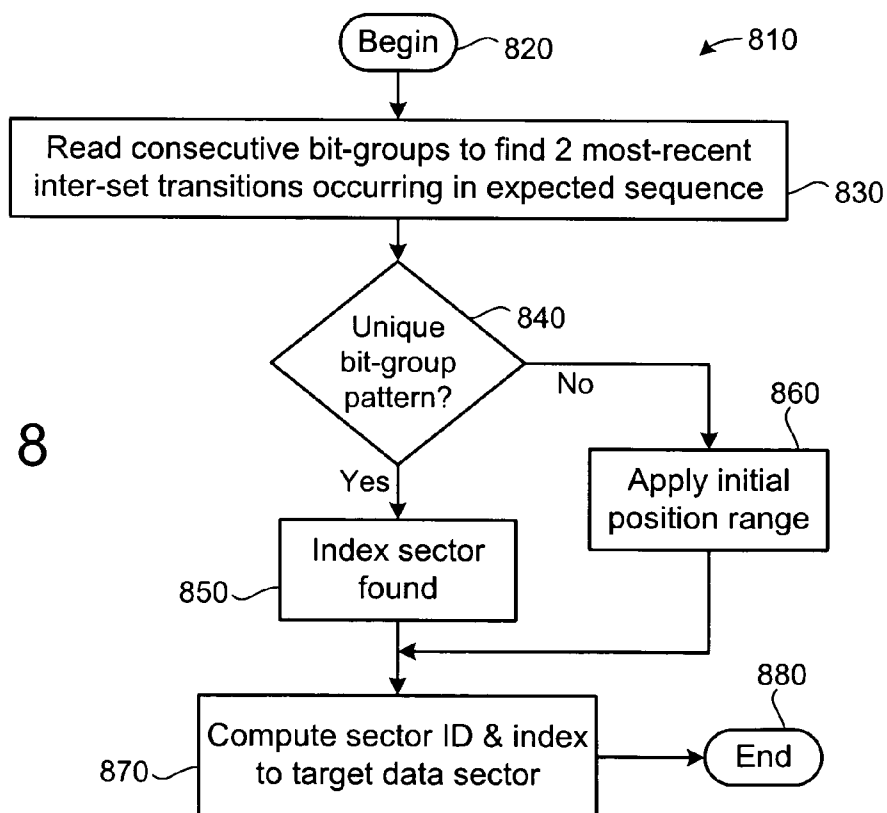 Begin
820
810
Read consecutive bit-groups to find 2 most-recent
inter-set transitions occurring in expected sequence
830
840
Unique
bit-group
pattern?
No
860
8
Yes
Apply initial
position range
Index sector
found
850
880
Compute sector ID & index
to target data sector
End
870